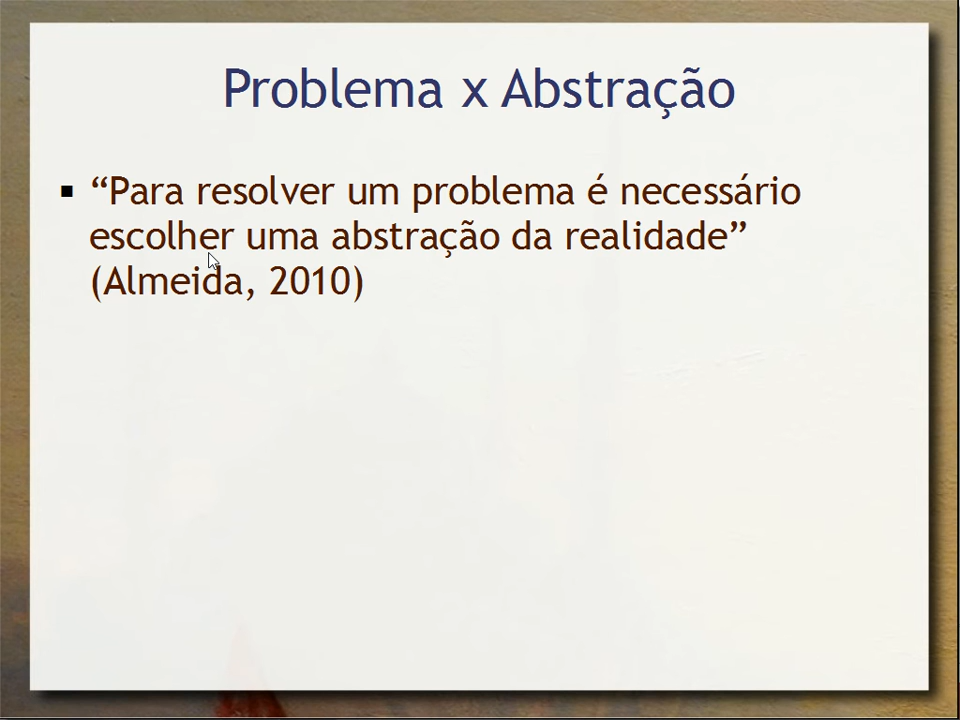 Problema x Abstração
▪ “Para resolver um problema é necessário
escolher uma abstração da realidade”
(Almeida, 2010)